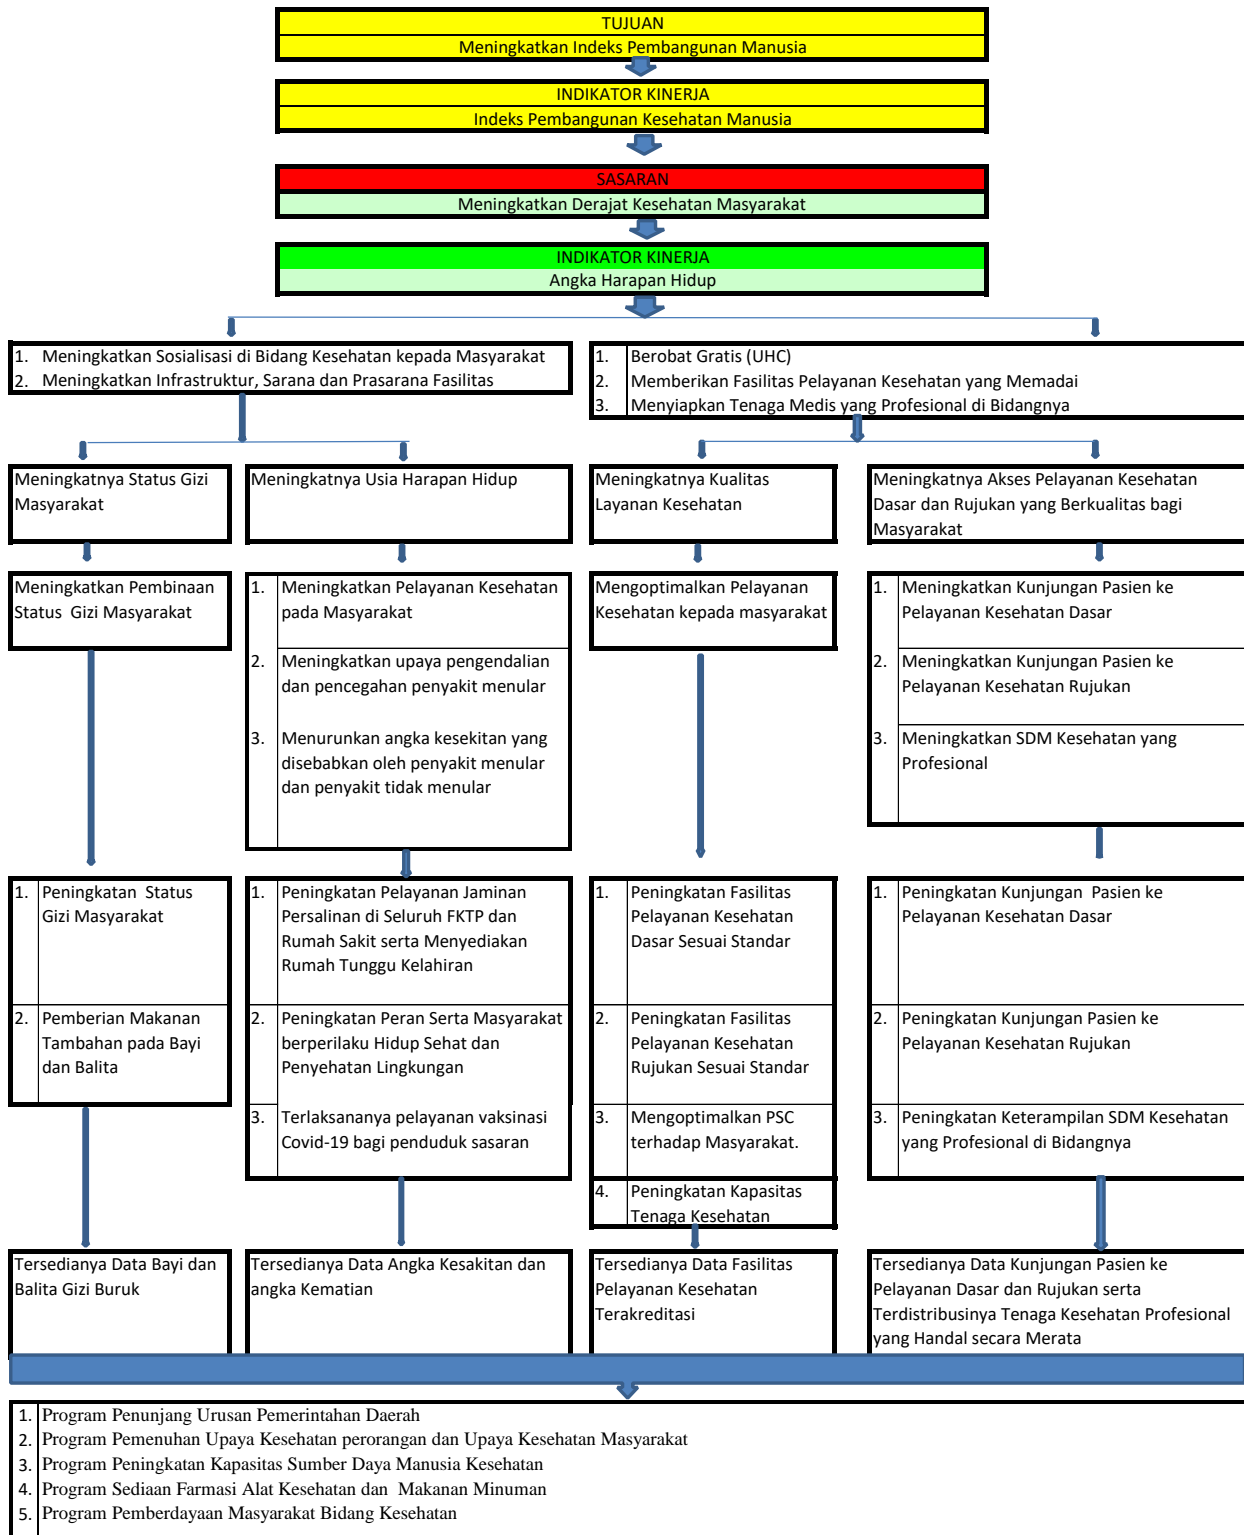 TUJUAN
Meningkatkan Indeks Pembangunan Manusia
INDIKATOR KINERJA
Indeks Pembangunan Kesehatan Manusia
SASARAN
Meningkatkan Derajat Kesehatan Masyarakat
INDIKATOR KINERJA
Angka Harapan Hidup
1. Meningkatkan Sosialisasi di Bidang Kesehatan kepada Masyarakat
2. Meningkatkan Infrastruktur, Sarana dan Prasarana Fasilitas
1. Berobat Gratis (UHC)
2. Memberikan Fasilitas Pelayanan Kesehatan yang Memadai
3. Menyiapkan Tenaga Medis yang Profesional di Bidangnya
Meningkatnya Status Gizi
Masyarakat
Meningkatnya Usia Harapan Hidup
Meningkatnya Kualitas
Layanan Kesehatan
Meningkatnya Akses Pelayanan Kesehatan
Dasar dan Rujukan yang Berkualitas bagi
Masyarakat
Meningkatkan Pembinaan
Status Gizi Masyarakat
1. Meningkatkan Pelayanan Kesehatan
pada Masyarakat
2. Meningkatkan upaya pengendalian
dan pencegahan penyakit menular
3. Menurunkan angka kesekitan yang
disebabkan oleh penyakit menular
dan penyakit tidak menular
Mengoptimalkan Pelayanan
Kesehatan kepada masyarakat
1. Meningkatkan Kunjungan Pasien ke
Pelayanan Kesehatan Dasar
2. Meningkatkan Kunjungan Pasien ke
Pelayanan Kesehatan Rujukan
3. Meningkatkan SDM Kesehatan yang
Profesional
1. Peningkatan Status
Gizi Masyarakat
2. Pemberian Makanan
Tambahan pada Bayi
dan Balita
1. Peningkatan Pelayanan Jaminan
Persalinan di Seluruh FKTP dan
Rumah Sakit serta Menyediakan
Rumah Tunggu Kelahiran
2. Peningkatan Peran Serta Masyarakat
berperilaku Hidup Sehat dan
Penyehatan Lingkungan
3. Terlaksananya pelayanan vaksinasi
Covid-19 bagi penduduk sasaran
1. Peningkatan Fasilitas
Pelayanan Kesehatan
Dasar Sesuai Standar
2. Peningkatan Fasilitas
Pelayanan Kesehatan
Rujukan Sesuai Standar
3. Mengoptimalkan PSC
terhadap Masyarakat.
4. Peningkatan Kapasitas
Tenaga Kesehatan
1. Peningkatan Kunjungan Pasien ke
Pelayanan Kesehatan Dasar
2. Peningkatan Kunjungan Pasien ke
Pelayanan Kesehatan Rujukan
3. Peningkatan Keterampilan SDM Kesehatan
yang Profesional di Bidangnya
Tersedianya Data Bayi dan
Balita Gizi Buruk
Tersedianya Data Angka Kesakitan dan
angka Kematian
Tersedianya Data Fasilitas
Pelayanan Kesehatan
Terakreditasi
Tersedianya Data Kunjungan Pasien ke
Pelayanan Dasar dan Rujukan serta
Terdistribusinya Tenaga Kesehatan Profesional
yang Handal secara Merata
1. Program Penunjang Urusan Pemerintahan Daerah
2. Program Pemenuhan Upaya Kesehatan perorangan dan Upaya Kesehatan Masyarakat
3. Program Peningkatan Kapasitas Sumber Daya Manusia Kesehatan
4. Program Sediaan Farmasi Alat Kesehatan dan Makanan Minuman
5. Program Pemberdayaan Masyarakat Bidang Kesehatan